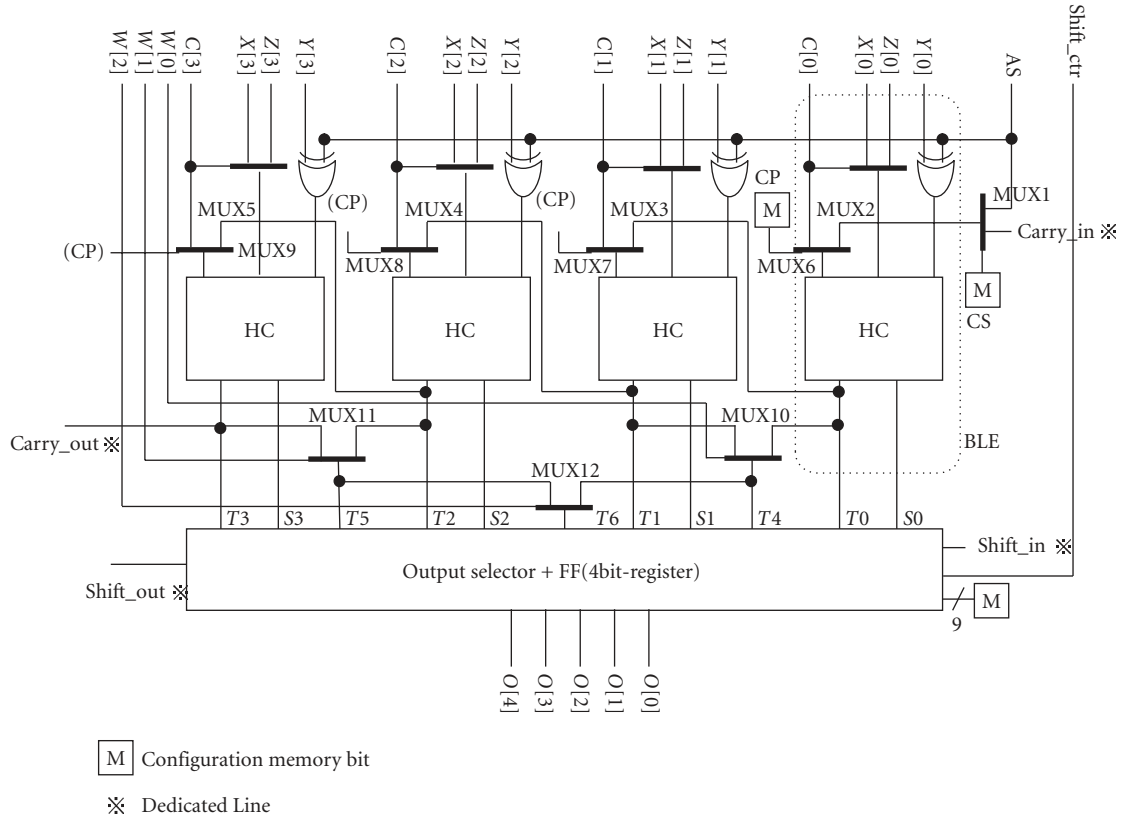 W[2] W[1] W[0] C[3] X[3] Z[3] Y[3] C[2] X[2] Z[2] Y[2] C[1] X[1] Z[1] Y[1] C[0] X[0] Z[0] Y[0] AS Shift_ctr
(CP) (CP) CP
M
MUX5 MUX4 MUX3 MUX2 MUX1
(CP) MUX9 MUX8 MUX7 MUX6 Carry_in ※
M
CS
HC HC HC HC
MUX11 MUX10
Carry_out ※ BLE
MUX12
T3 S3 T5 T2 S2 T6 T1 S1 T4 T0 S0
Shift_in ※
Output selector + FF(4bit-register)
Shift_out ※
M
9
O[4] O[3] O[2] O[1] O[0]
M Configuration memory bit
※ Dedicated Line